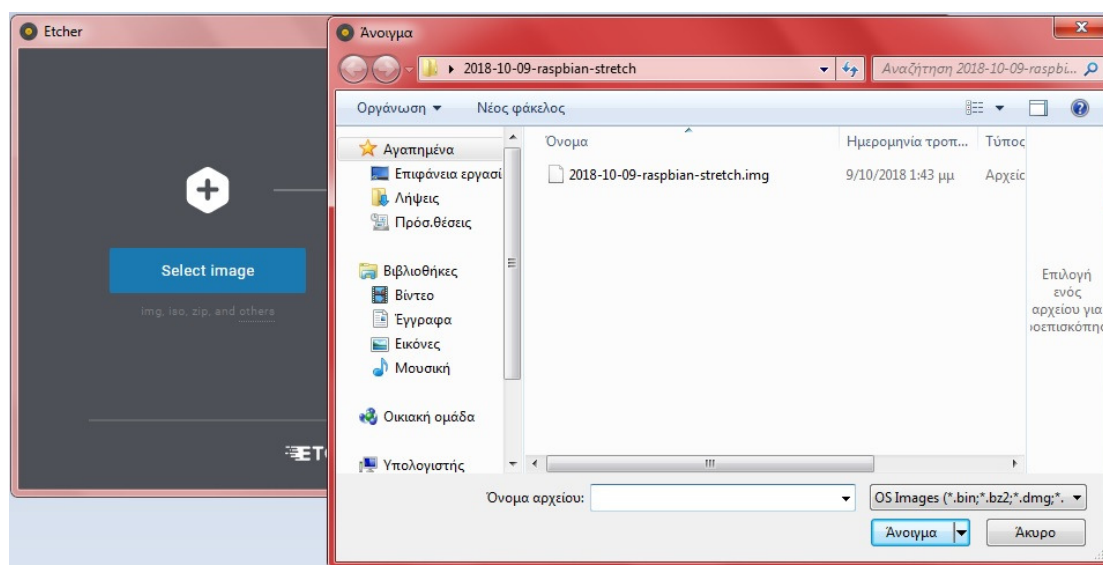 Etcher
Select image
img, iso, zip, and others
Άνοιγμα
2018-10-09-raspbian-stretch
Αναζήτηση 2018-10-09-raspbi...
Οργάνωση
Νέος φάκελος
Αγαπημένα
Επιφάνεια εργασί
Λήψεις
Πρόσ.θέσεις
Βιβλιοθήκες
Βίντεο
Έγγραφα
Εικόνες
Μουσική
Οικιακή ομάδα
Υπολογιστής
Όνομα Ημερομηνία τροπ... Τύπος
2018-10-09-raspbian-stretch.img 9/10/2018 1:43 μμ Αρχείς
Επιλογή
ενός
αρχείου για
Όνομα αρχείου:
OS Images (*.bin;*.bz2;*.dmg;*.
Άνοιγμα
Άκυρο